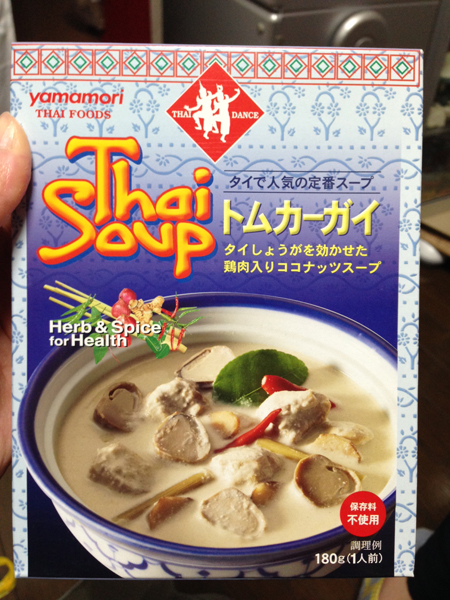 yamamori
THAI FOODS
THAI DANCE
Thai
Soup
タイで人気の定番スープ
トムカーガイ
タイしょうがを効かせた
鶏肉入りココナッツスープ
Herb & Spice
for Health
保存料
不使用
調理例
180g(1人前)